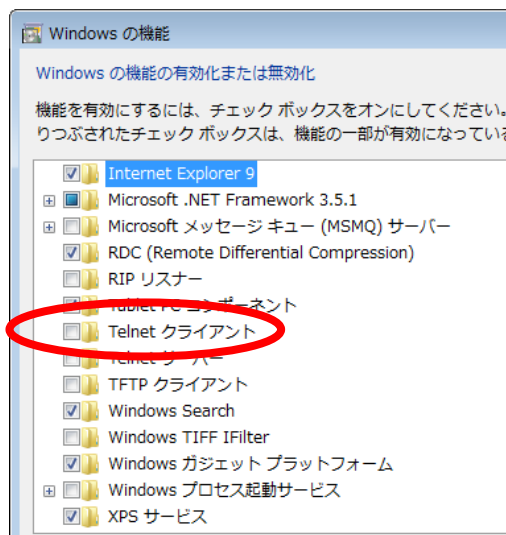 Windows の機能
Windows の機能の有効化または無効化
機能を有効にするには、チェック ボックスをオンにしてください。
りつぶされたチェック ボックスは、機能の一部が有効になっている
Internet Explorer 9
Microsoft .NET Framework 3.5.1
Microsoft メッセージ キュー (MSMQ) サーバー
RDC (Remote Differential Compression)
RIP リスナー
Tablet PC コンポーネント
Telnet クライアント
Telnet サーバー
TFTP クライアント
Windows Search
Windows TIFF IFilter
Windows ガジェット プラットフォーム
Windows プロセス起動サービス
XPS サービス